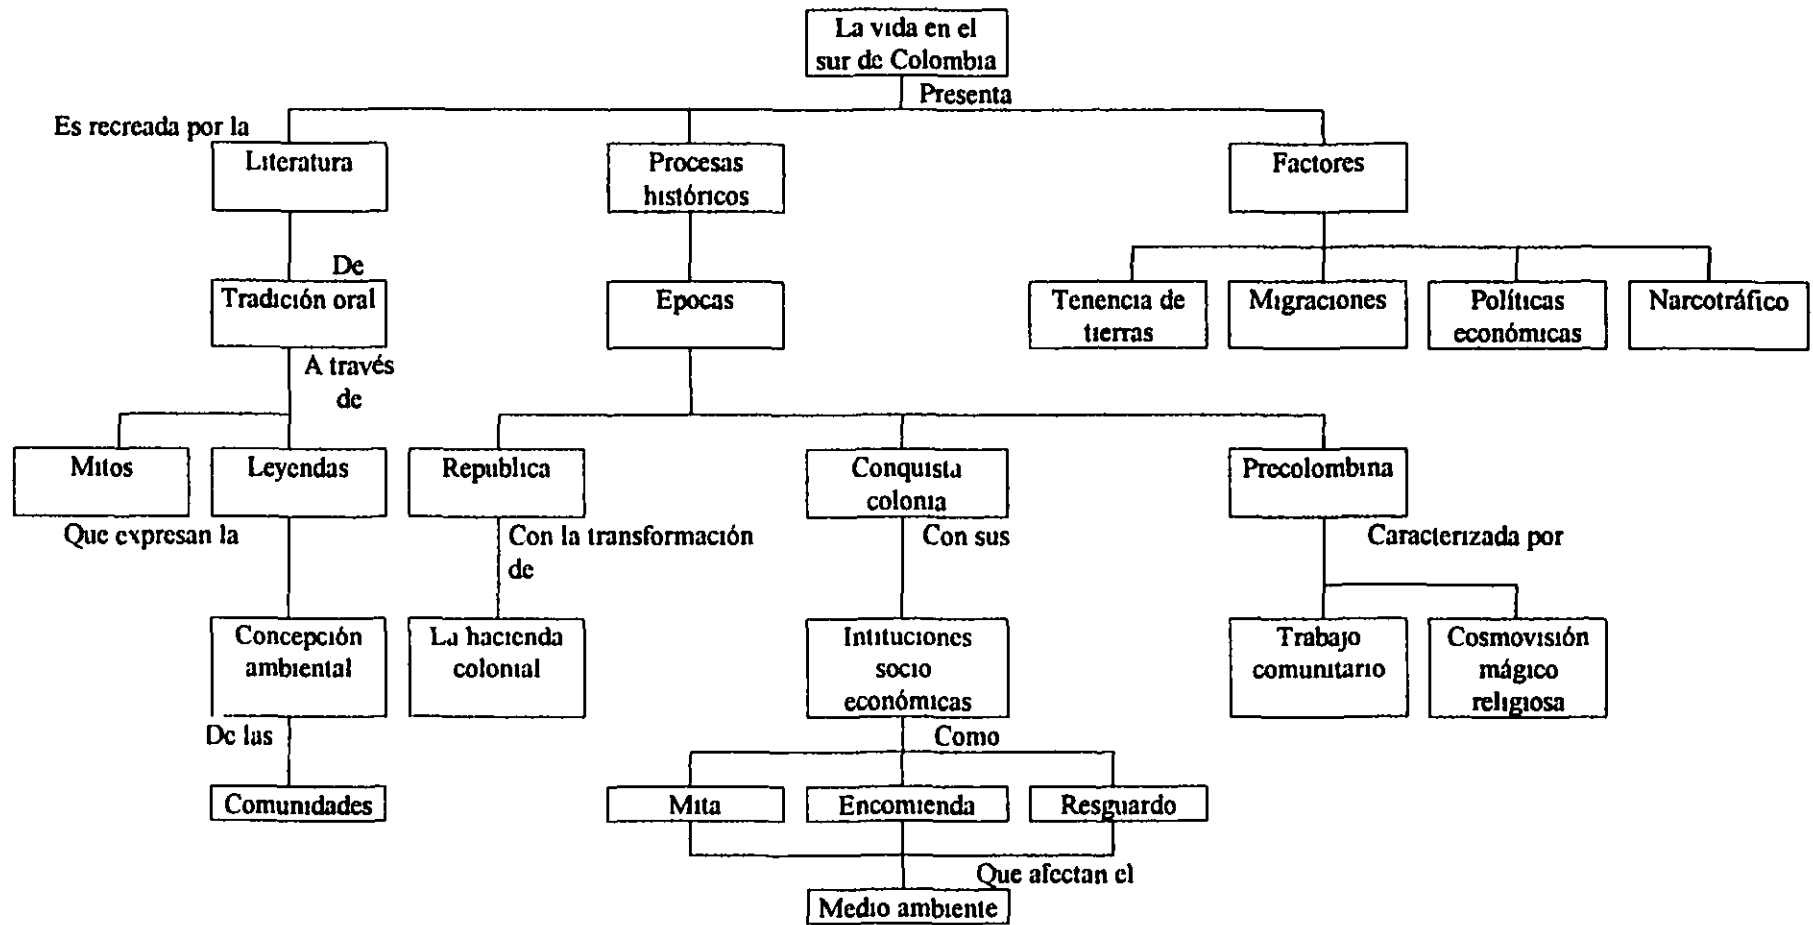 La vida en el
sur de Colombia
Presenta
Es recreada por la
Literatura
Procesas
históricos
Factores
De
Tradición oral
Epocas
Tenencia de
tierras
Migraciones
Políticas
económicas
Narcotráfico
A través
de
Mitos
Leyendas
Republica
Conquista
colonia
Precolombina
Que expresan la
Con la transformación
de
Con sus
Caracterizada por
Concepción
ambiental
La hacienda
colonial
Intituciones
socio
económicas
Trabajo
comunitario
Cosmovisión
mágico
religiosa
De las
Como
Comunidades
Mita
Encomienda
Resguardo
Que afectan el
Medio ambiente